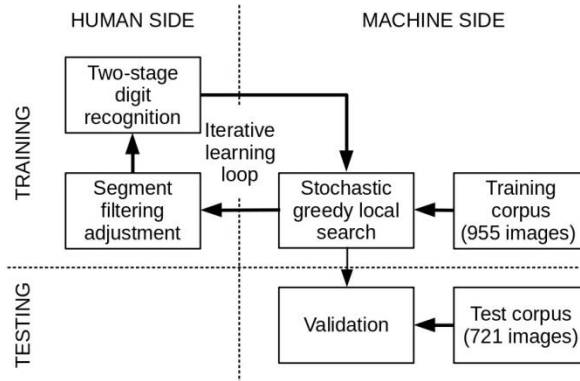 HUMAN SIDE
MACHINE SIDE
TRAINING
Two-stage
digit
recognition
Iterative
learning
loop
Segment
filtering
adjustment
Stochastic
greedy local
search
Training
corpus
(955 images)
TESTING
Validation
Test corpus
(721 images)